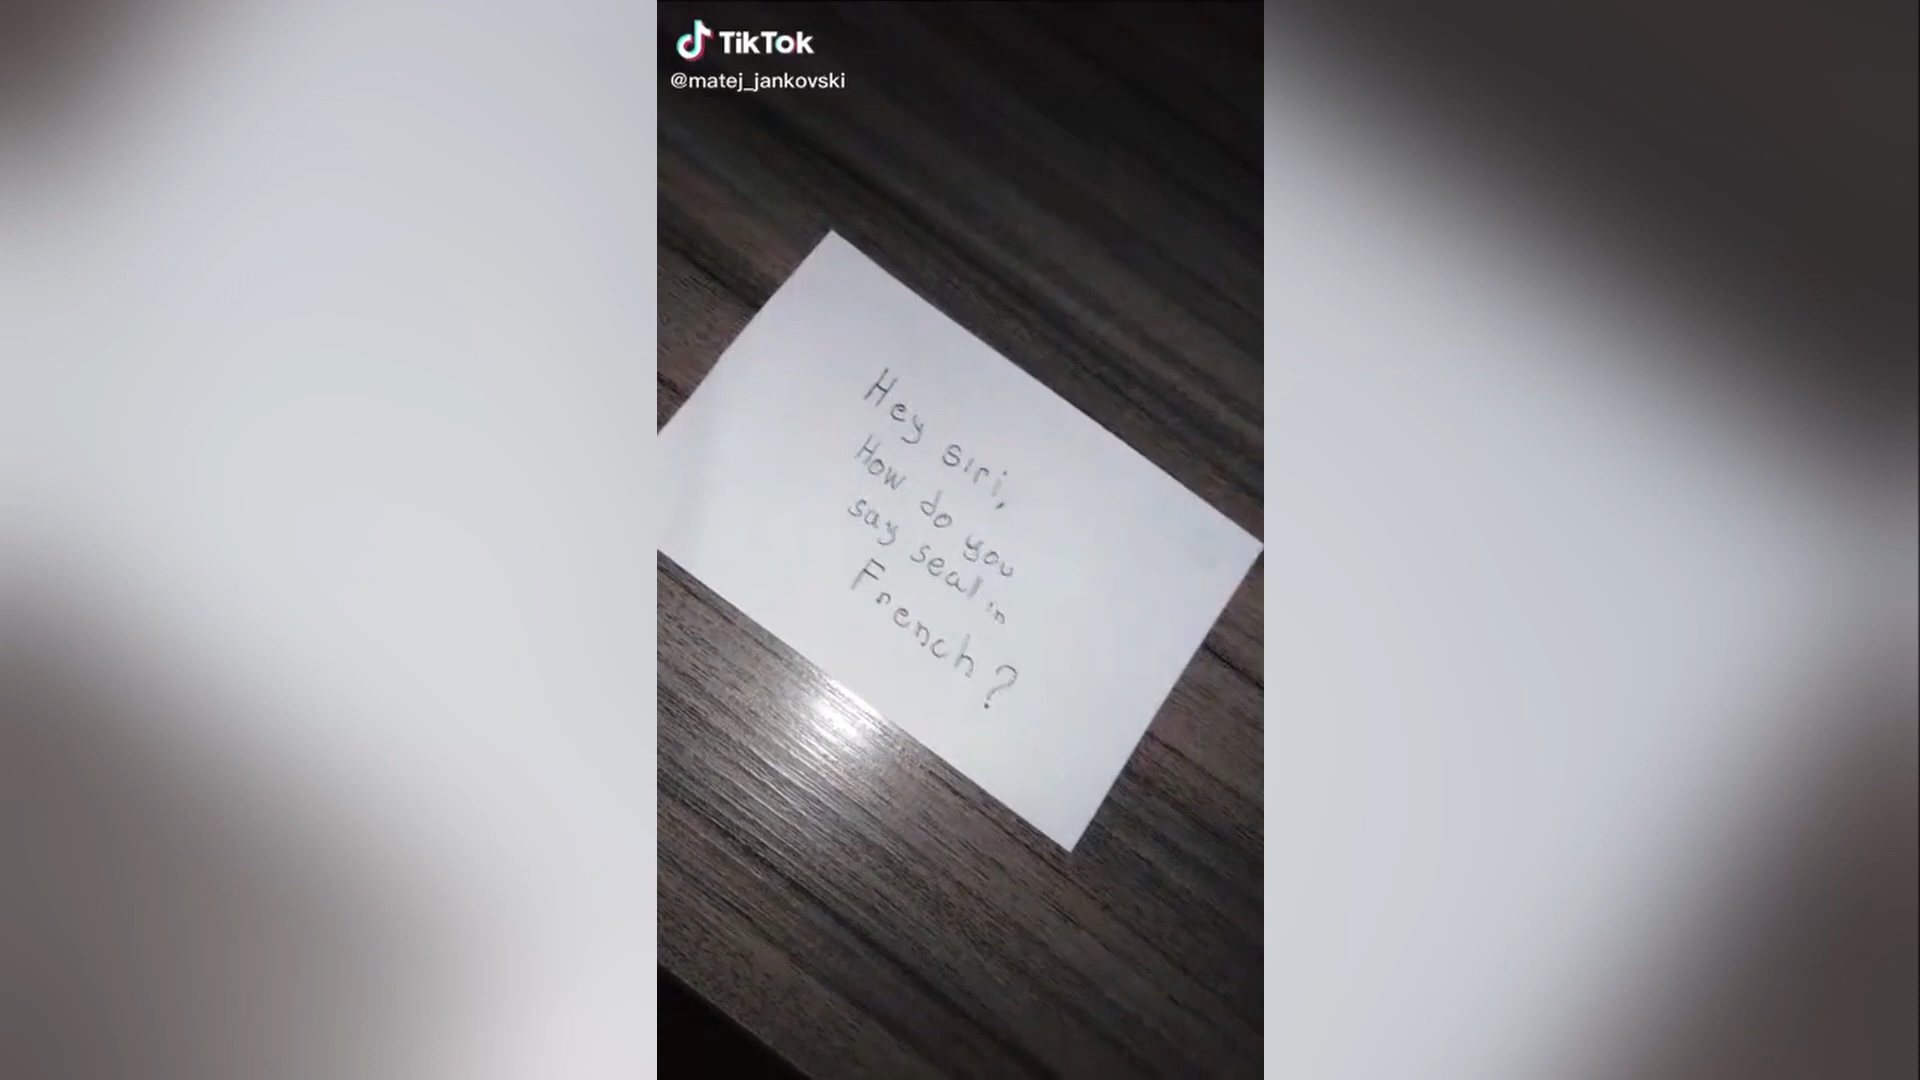 TikTok
@matej_jankovski
Hey siri,
How do you
say seal in
French?